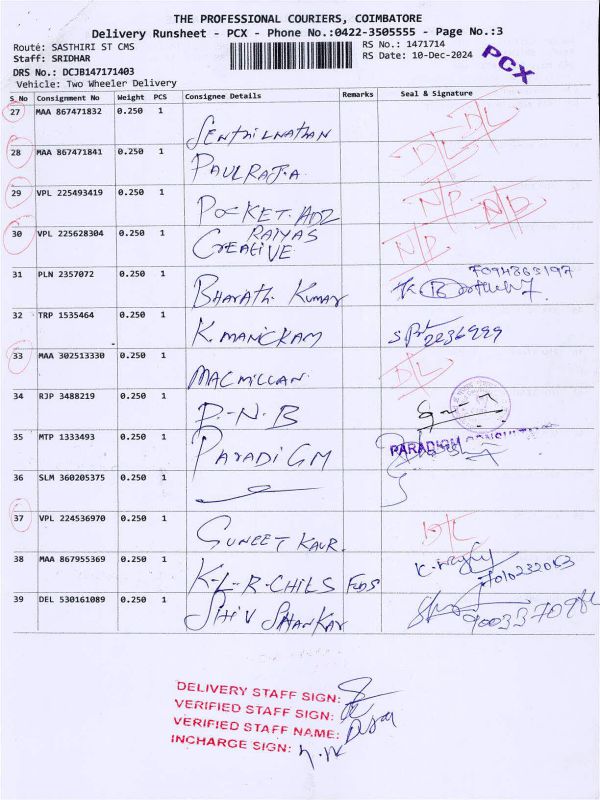 THE PROFESSIONAL COURIERS, COIMBATORE
Delivery Runsheet - PCX - Phone No.:0422-3505555 - Page No.:3
Route: SASTHIRI ST CMS RS No.: 1471714
Staff: SRIDHAR RS Date: 10-Dec-2024
PCX
DRS No.: DCJB147171403
Vehicle: Two Wheeler Delivery
S.No Consignment No Weight PCS Consignee Details Remarks Seal & Signature
27 MAA 867471832 0.250 1 SENTHILNATHAN D/L D/L
28 MAA 867471841 0.250 1 PAULRAJ.A D/L D/L
29 VPL 225493419 0.250 1 POCKET ADZ N/D N/D
30 VPL 225628304 0.250 1 RAIYAS CREATIVE N/D
31 PLN 2357072 0.250 1 Bharath Kumar
32 TRP 1535464 0.250 1 K. MANICKAM 2236999
33 MAA 302513330 0.250 1 MACMILLAN D/L
34 RJP 3488219 0.250 1 P-N-B
35 MTP 1333493 0.250 1 PARADIGM PARADIGM
36 SLM 360205375 0.250 1
37 VPL 224536970 0.250 1 SUNEET KAUR. D/L
38 MAA 867955369 0.250 1 K-L-R-CHILS FUDS 7010232063
39 DEL 530161089 0.250 1 SHIV SHANKAR
DELIVERY STAFF SIGN:
VERIFIED STAFF SIGN:
VERIFIED STAFF NAME:
INCHARGE SIGN: